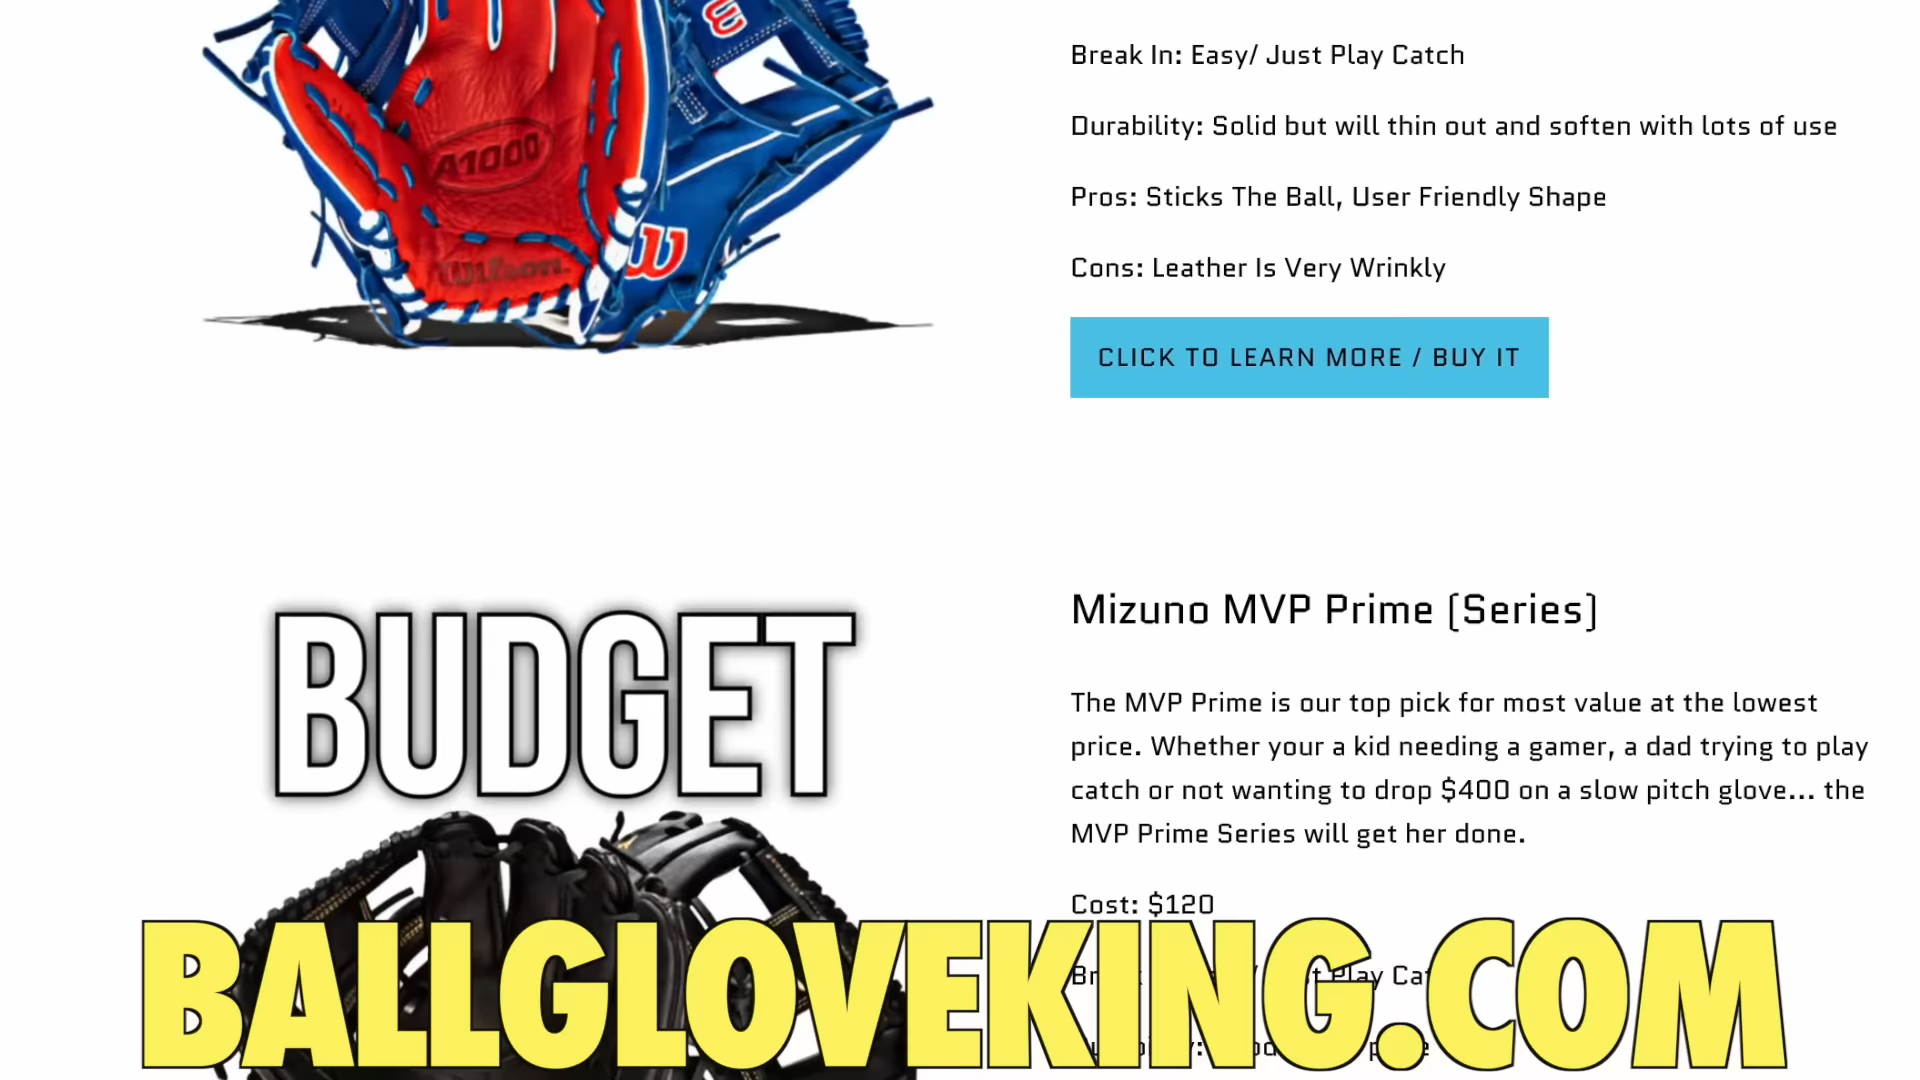 Break In: Easy/ Just Play Catch
Durability: Solid but will thin out and soften with lots of use
Pros: Sticks The Ball, User Friendly Shape
Cons: Leather Is Very Wrinkly
CLICK TO LEARN MORE / BUY IT
A1000
Wilson
w
w
BUDGET
Mizuno MVP Prime (Series)
The MVP Prime is our top pick for most value at the lowest
price. Whether your a kid needing a gamer, a dad trying to play
catch or not wanting to drop $400 on a slow pitch glove... the
MVP Prime Series will get her done.
Cost: $120
Play
BALLGLOVEKING.COM